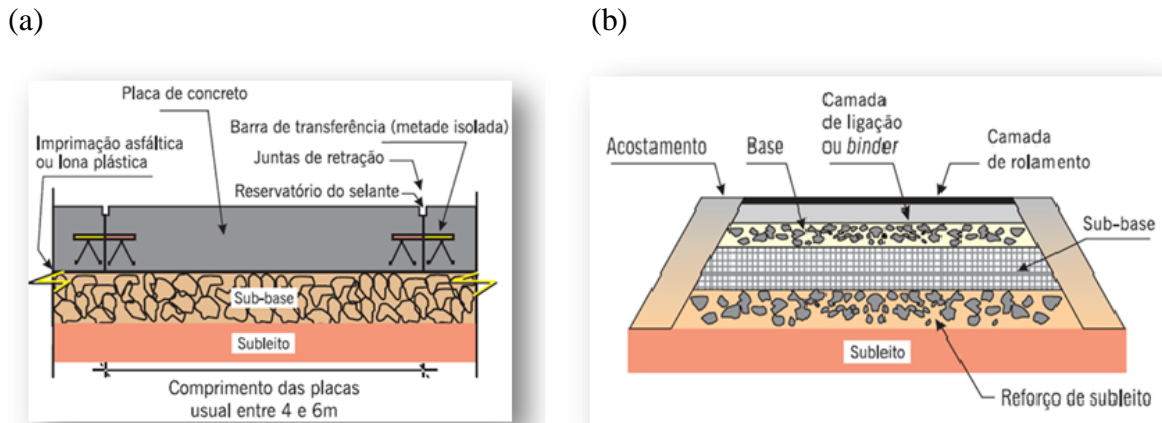 (a)
(b)
Placa de concreto
Imprimação asfáltica
ou lona plástica
Barra de transferência (metade isolada)
Juntas de retração
Reservatório do selante
Sub-base
Subleito
Comprimento das placas
usual entre 4 e 6m
Acostamento
Base
Camada
de ligação
ou binder
Camada
de rolamento
Sub-base
Subleito
Reforço de subleito